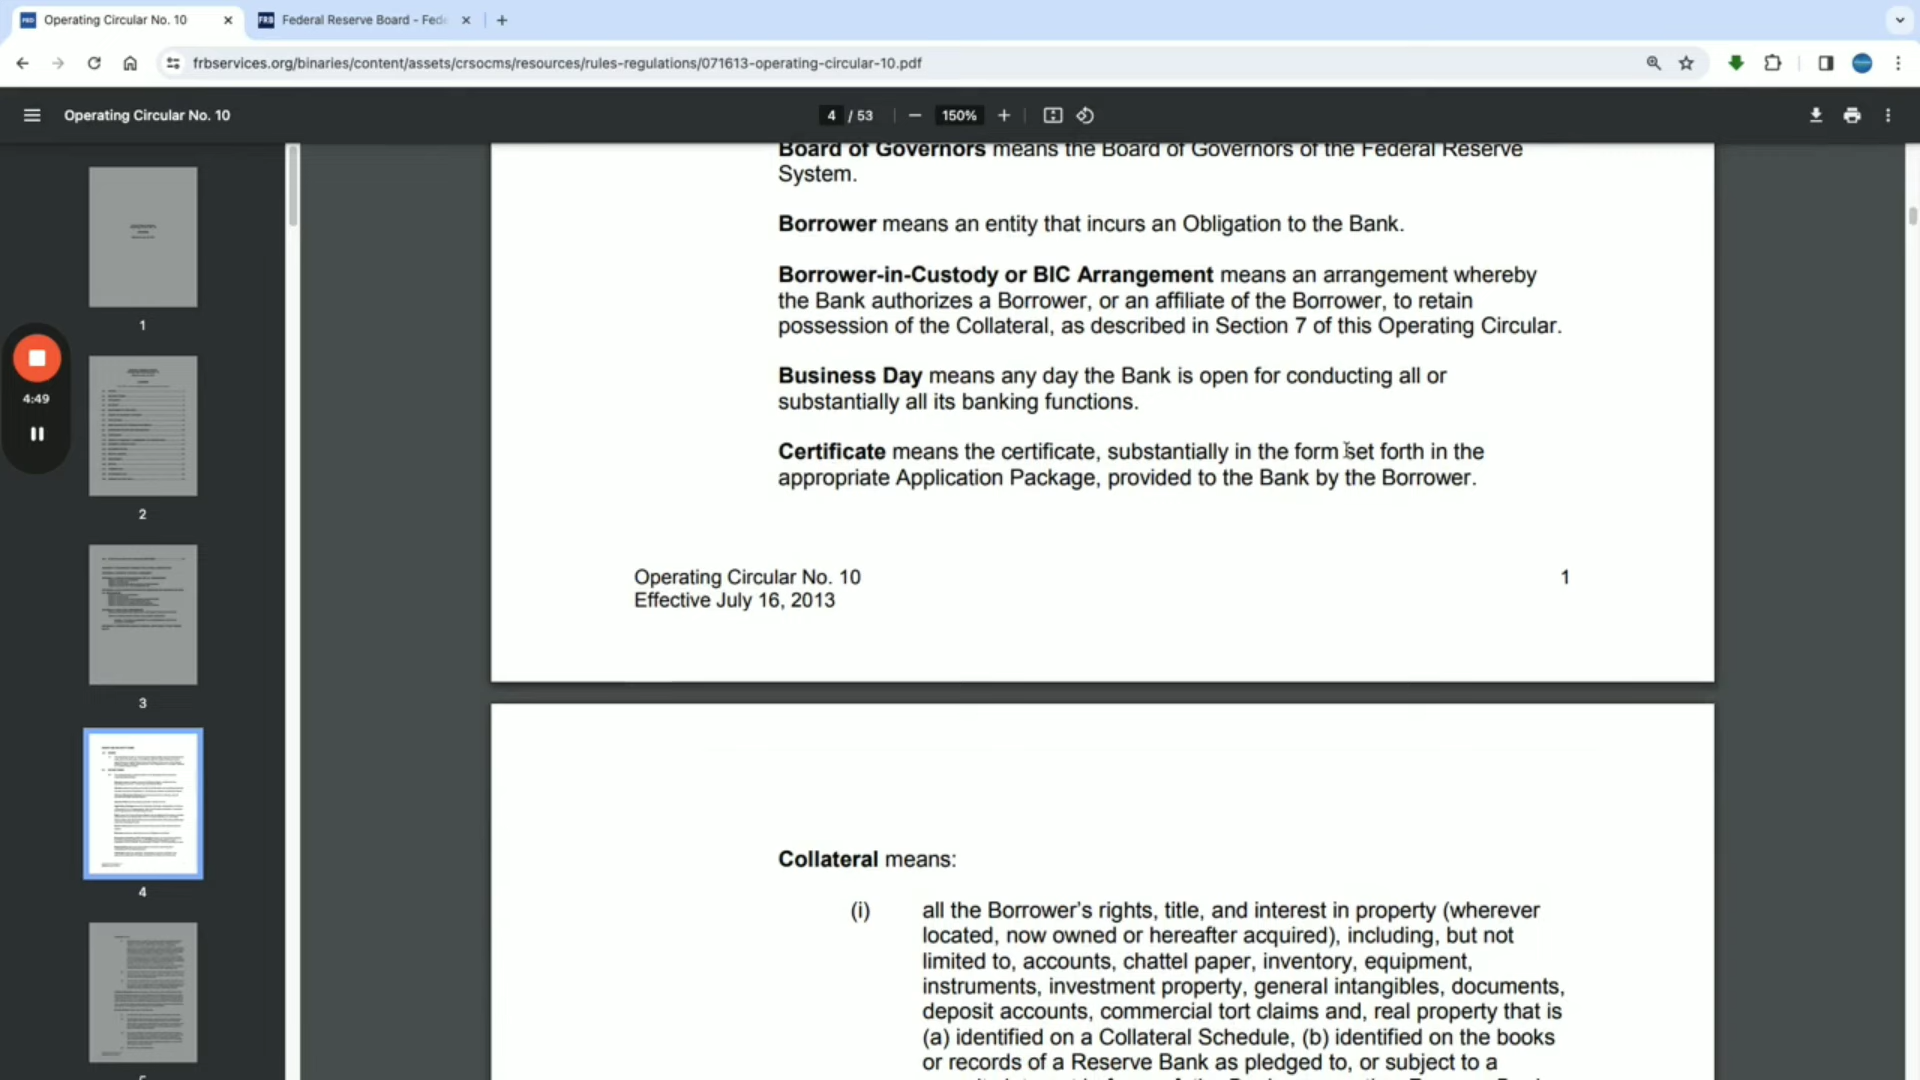 Operating Circular No. 10
Federal Reserve Board - Fede
frbservices.org/binaries/content/assets/crsocms/resources/rules-regulations/071613-operating-circular-10.pdf
Operating Circular No. 10
4 / 53
150%
Board of Governors means the Board of Governors of the Federal Reserve
System.
Borrower means an entity that incurs an Obligation to the Bank.
Borrower-in-Custody or BIC Arrangement means an arrangement whereby
the Bank authorizes a Borrower, or an affiliate of the Borrower, to retain
possession of the Collateral, as described in Section 7 of this Operating Circular.
Business Day means any day the Bank is open for conducting all or
substantially all its banking functions.
Certificate means the certificate, substantially in the form set forth in the
appropriate Application Package, provided to the Bank by the Borrower.
Operating Circular No. 10
1
Effective July 16, 2013
Collateral means:
(i) all the Borrower's rights, title, and interest in property (wherever
located, now owned or hereafter acquired), including, but not
limited to, accounts, chattel paper, inventory, equipment,
instruments, investment property, general intangibles, documents,
deposit accounts, commercial tort claims and, real property that is
(a) identified on a Collateral Schedule, (b) identified on the books
or records of a Reserve Bank as pledged to, or subject to a
1
2
3
4
4:49
FRB